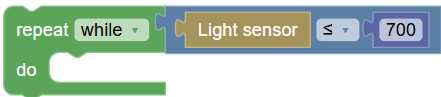 repeat while Light sensor ≤ 700
do